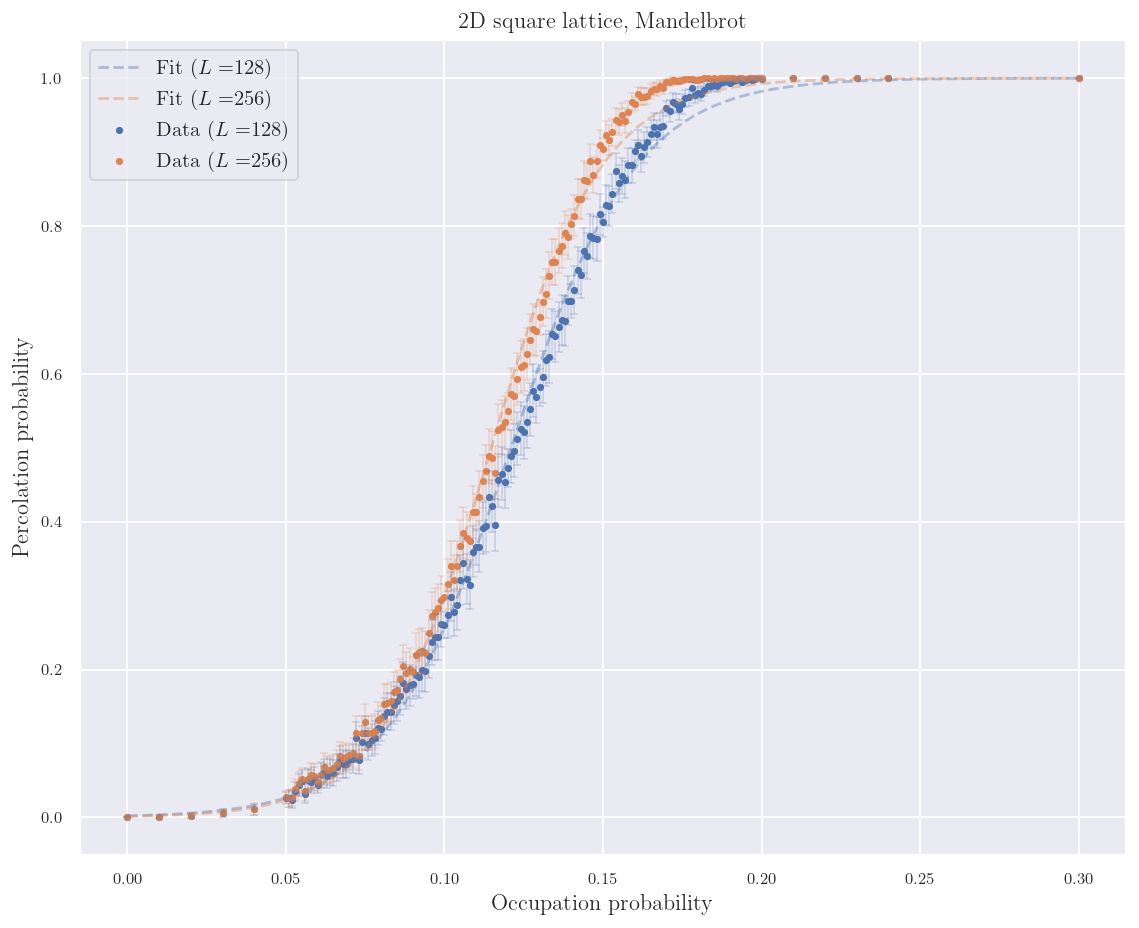 2D square lattice, Mandelbrot
Fit (L =128)
Fit (L =256)
Data (L =128)
Data (L =256)
Percolation probability
1.0
0.8
0.6
0.4
0.2
0.0
0.00 0.05 0.10 0.15 0.20 0.25 0.30
Occupation probability